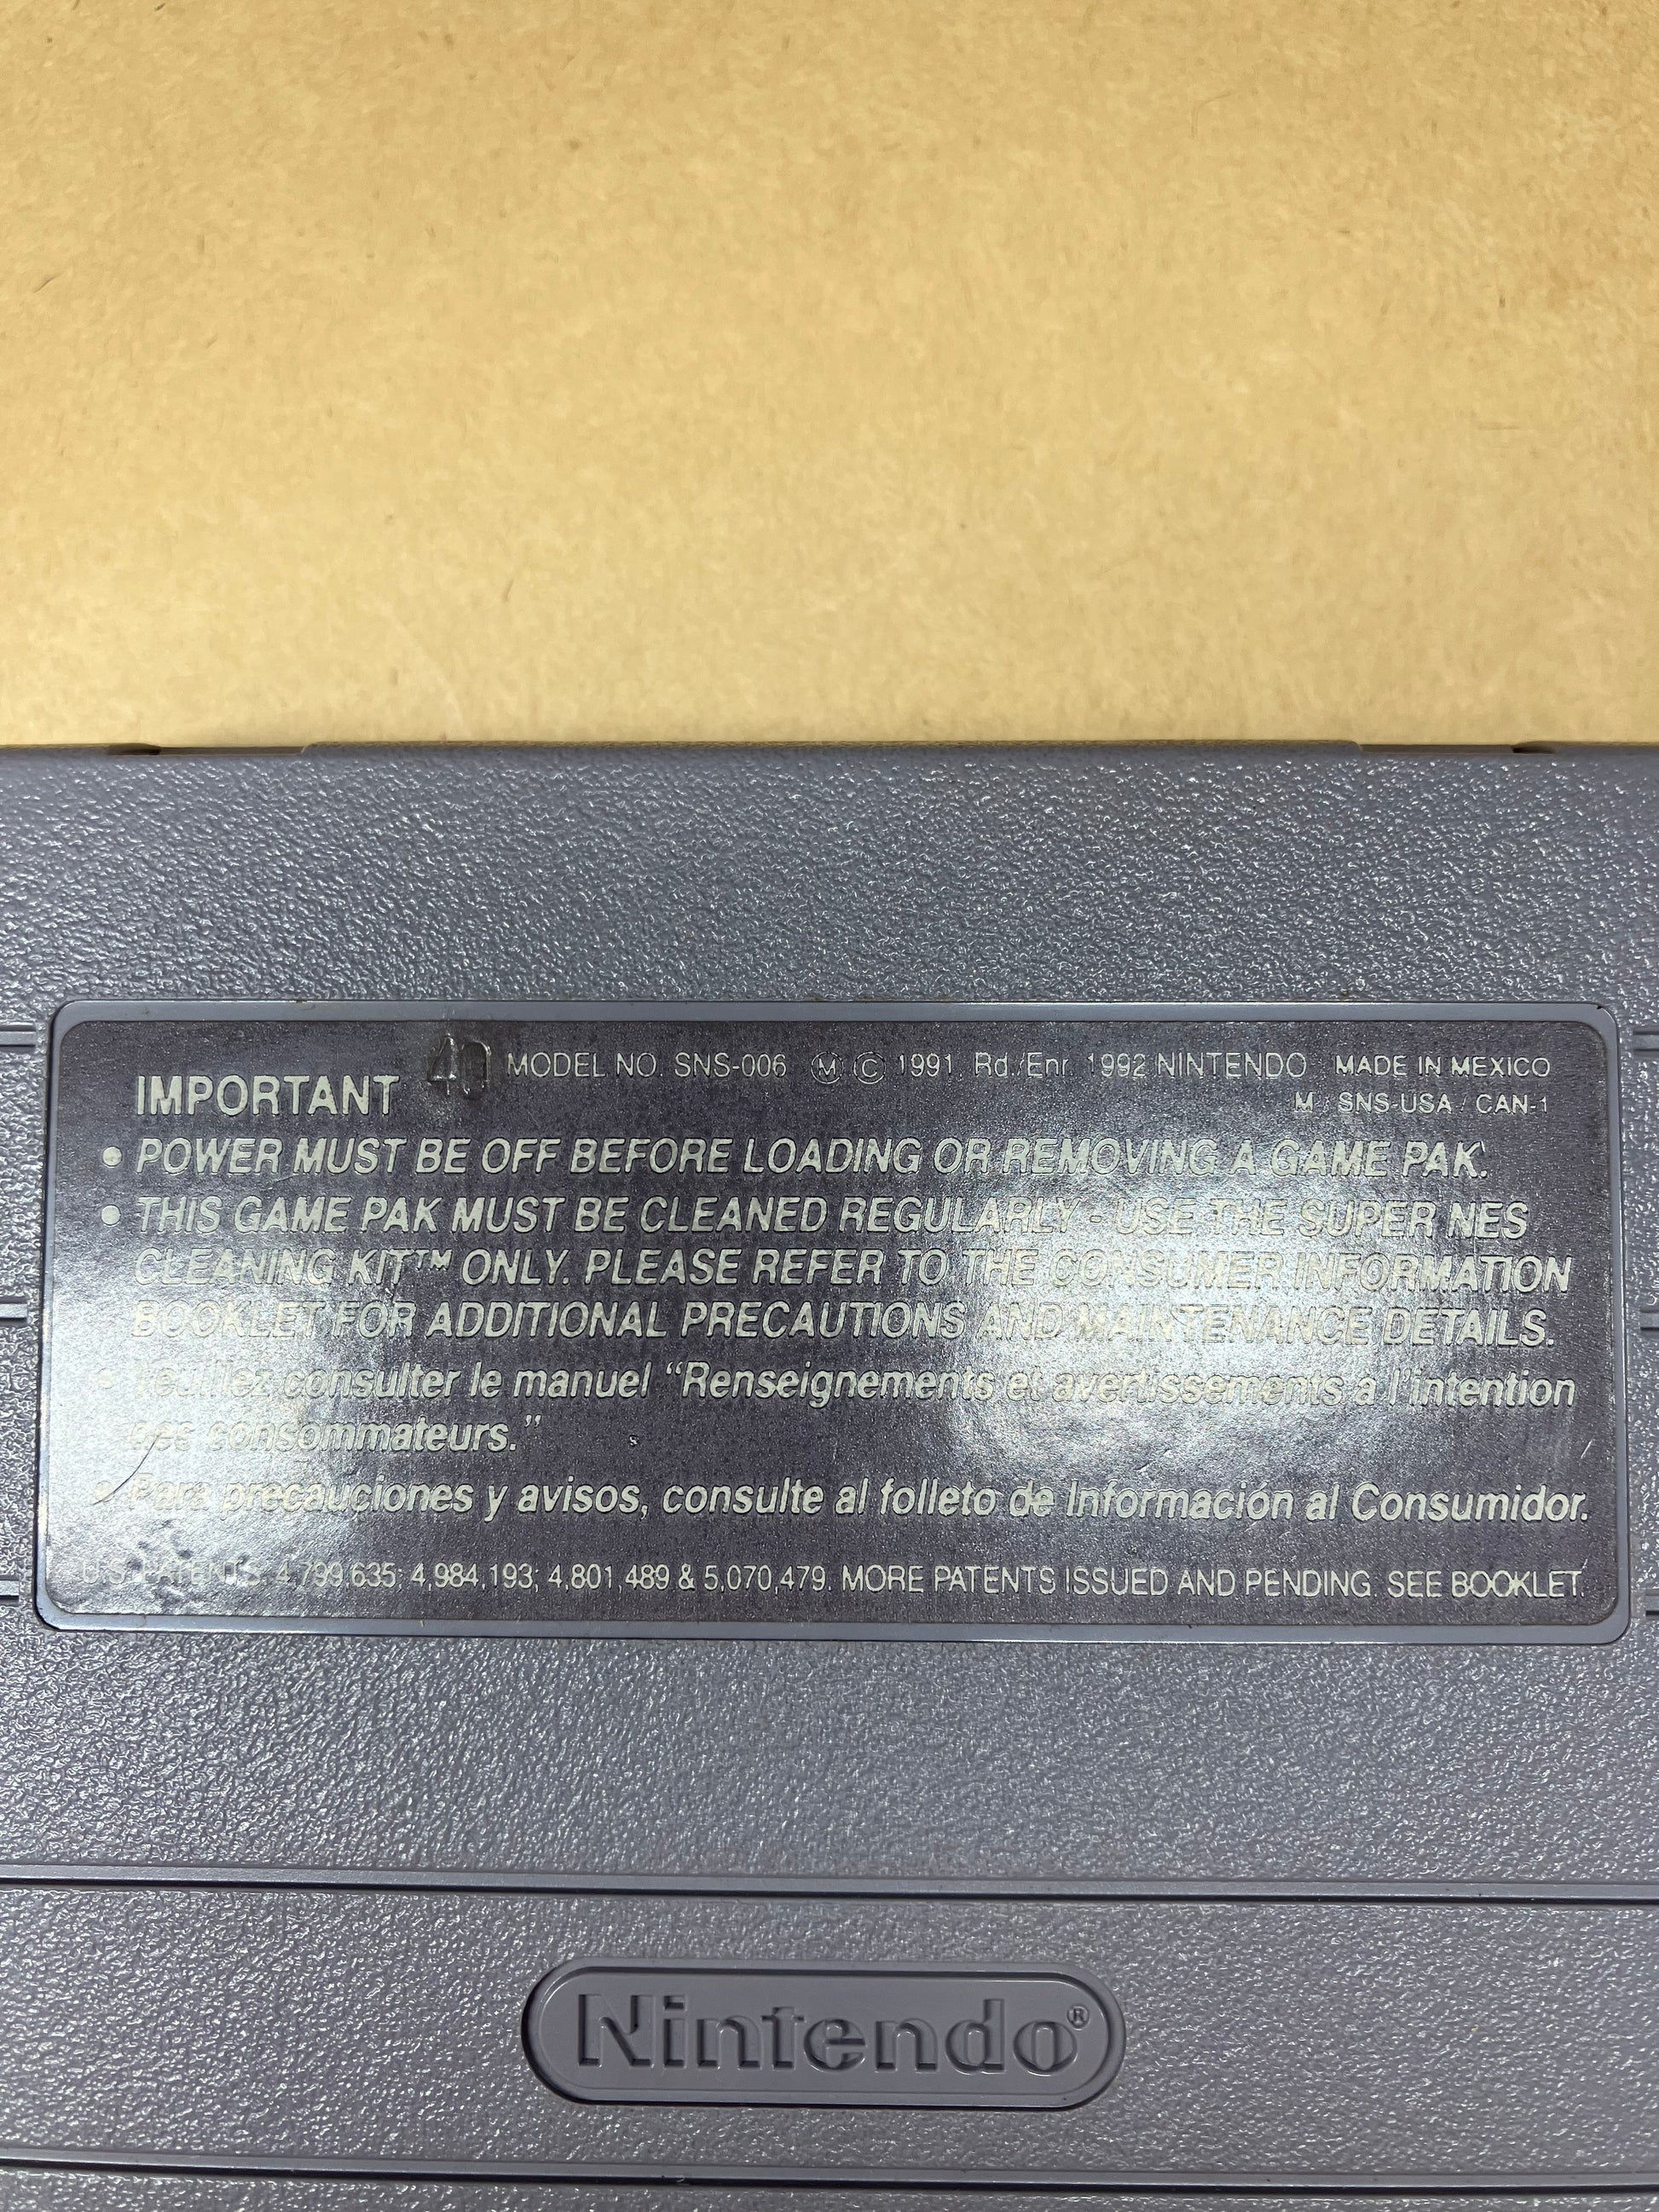 40 MODEL NO. SNS-006 Ⓜ © 1991, Rd./Enr. 1992 NINTENDO MADE IN MEXICO
IMPORTANT M / SNS-USA / CAN-1
• POWER MUST BE OFF BEFORE LOADING OR REMOVING A GAME PAK.
• THIS GAME PAK MUST BE CLEANED REGULARLY - USE THE SUPER NES
CLEANING KIT™ ONLY. PLEASE REFER TO THE CONSUMER INFORMATION
BOOKLET FOR ADDITIONAL PRECAUTIONS AND MAINTENANCE DETAILS.
• Veuillez consulter le manuel “Renseignements et avertissements a l'intention
des consommateurs.”
• Para precauciones y avisos, consulte al folleto de Información al Consumidor.
U.S. PATENTS: 4,799,635; 4,984,193; 4,801,489 & 5,070,479. MORE PATENTS ISSUED AND PENDING. SEE BOOKLET.
Nintendo®